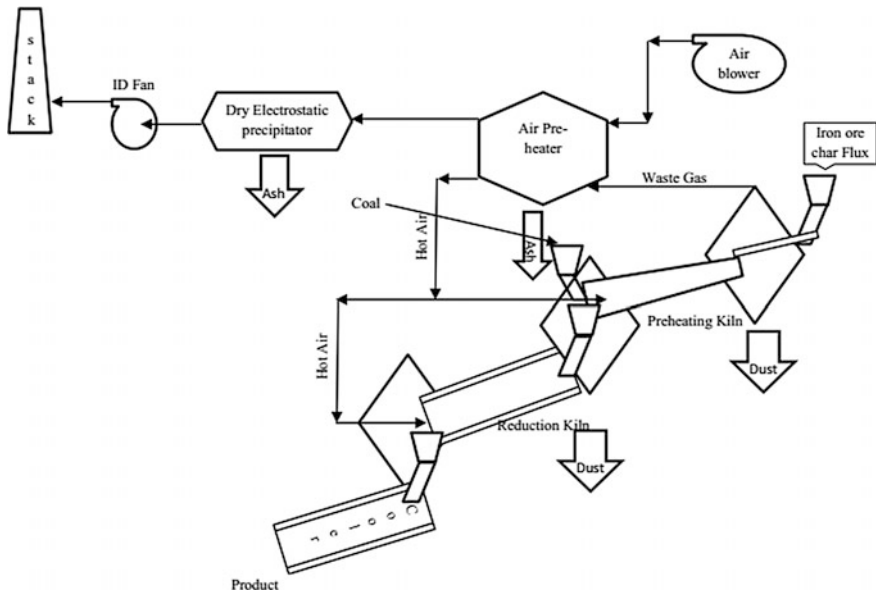 s
t
a
c
k
ID Fan
Dry Electrostatic
precipitator
Ash
Air Pre-
heater
Air
blower
Iron ore
char Flux
Waste Gas
Coal
Hot Air
Ash
Preheating Kiln
Dust
Hot Air
Reduction Kiln
Dust
Cooler
Product